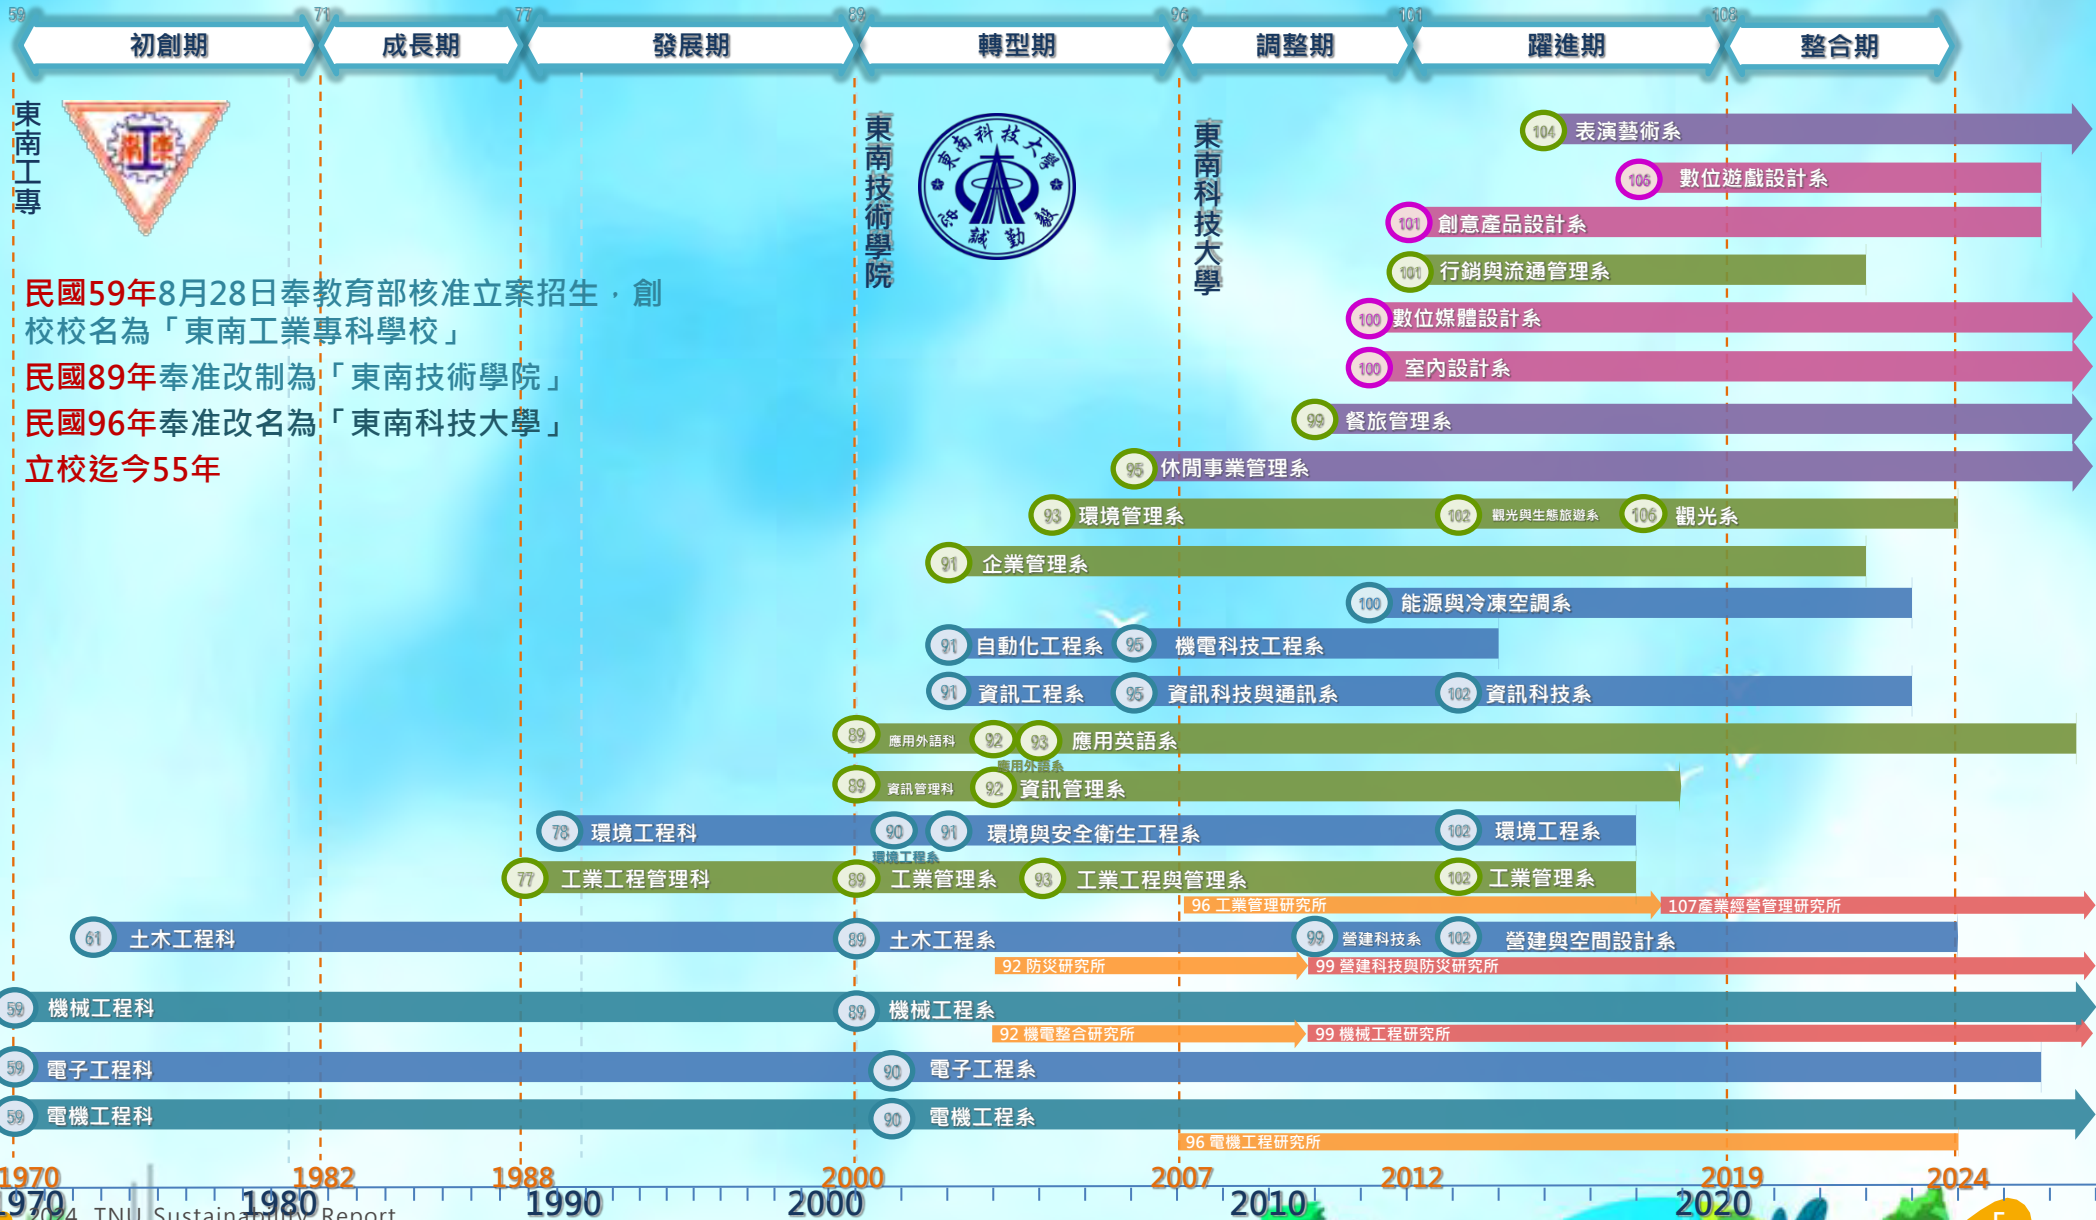 59 71 77 89 96 101 108
初創期 成長期 發展期 轉型期 調整期 躍進期 整合期
東南工專
東南技術學院
東南科技大學
東南科技大學
誠勤毅
民國59年8月28日奉教育部核准立案招生，創
校校名為「東南工業專科學校」
民國89年奉准改制為「東南技術學院」
民國96年奉准改名為「東南科技大學」
立校迄今55年
104 表演藝術系
106 數位遊戲設計系
101 創意產品設計系
101 行銷與流通管理系
100 數位媒體設計系
100 室內設計系
99 餐旅管理系
95 休閒事業管理系
93 環境管理系 102 觀光與生態旅遊系 106 觀光系
91 企業管理系
100 能源與冷凍空調系
91 自動化工程系 95 機電科技工程系
91 資訊工程系 95 資訊科技與通訊系 102 資訊科技系
89 應用外語科 92 93 應用英語系
應用外語系
89 資訊管理科 92 資訊管理系
78 環境工程科 90 91 環境與安全衛生工程系 102 環境工程系
環境工程系
77 工業工程管理科 89 工業管理系 93 工業工程與管理系 102 工業管理系
96 工業管理研究所 107產業經營管理研究所
61 土木工程科 89 土木工程系 99 營建科技系 102 營建與空間設計系
92 防災研究所 99 營建科技與防災研究所
59 機械工程科 89 機械工程系
92 機電整合研究所 99 機械工程研究所
59 電子工程科 90 電子工程系
59 電機工程科 90 電機工程系
96 電機工程研究所
1970 1982 1988 2000 2007 2012 2019 2024
1970 1980 1990 2000 2010 2020
2024 TNU Sustainability Report
5